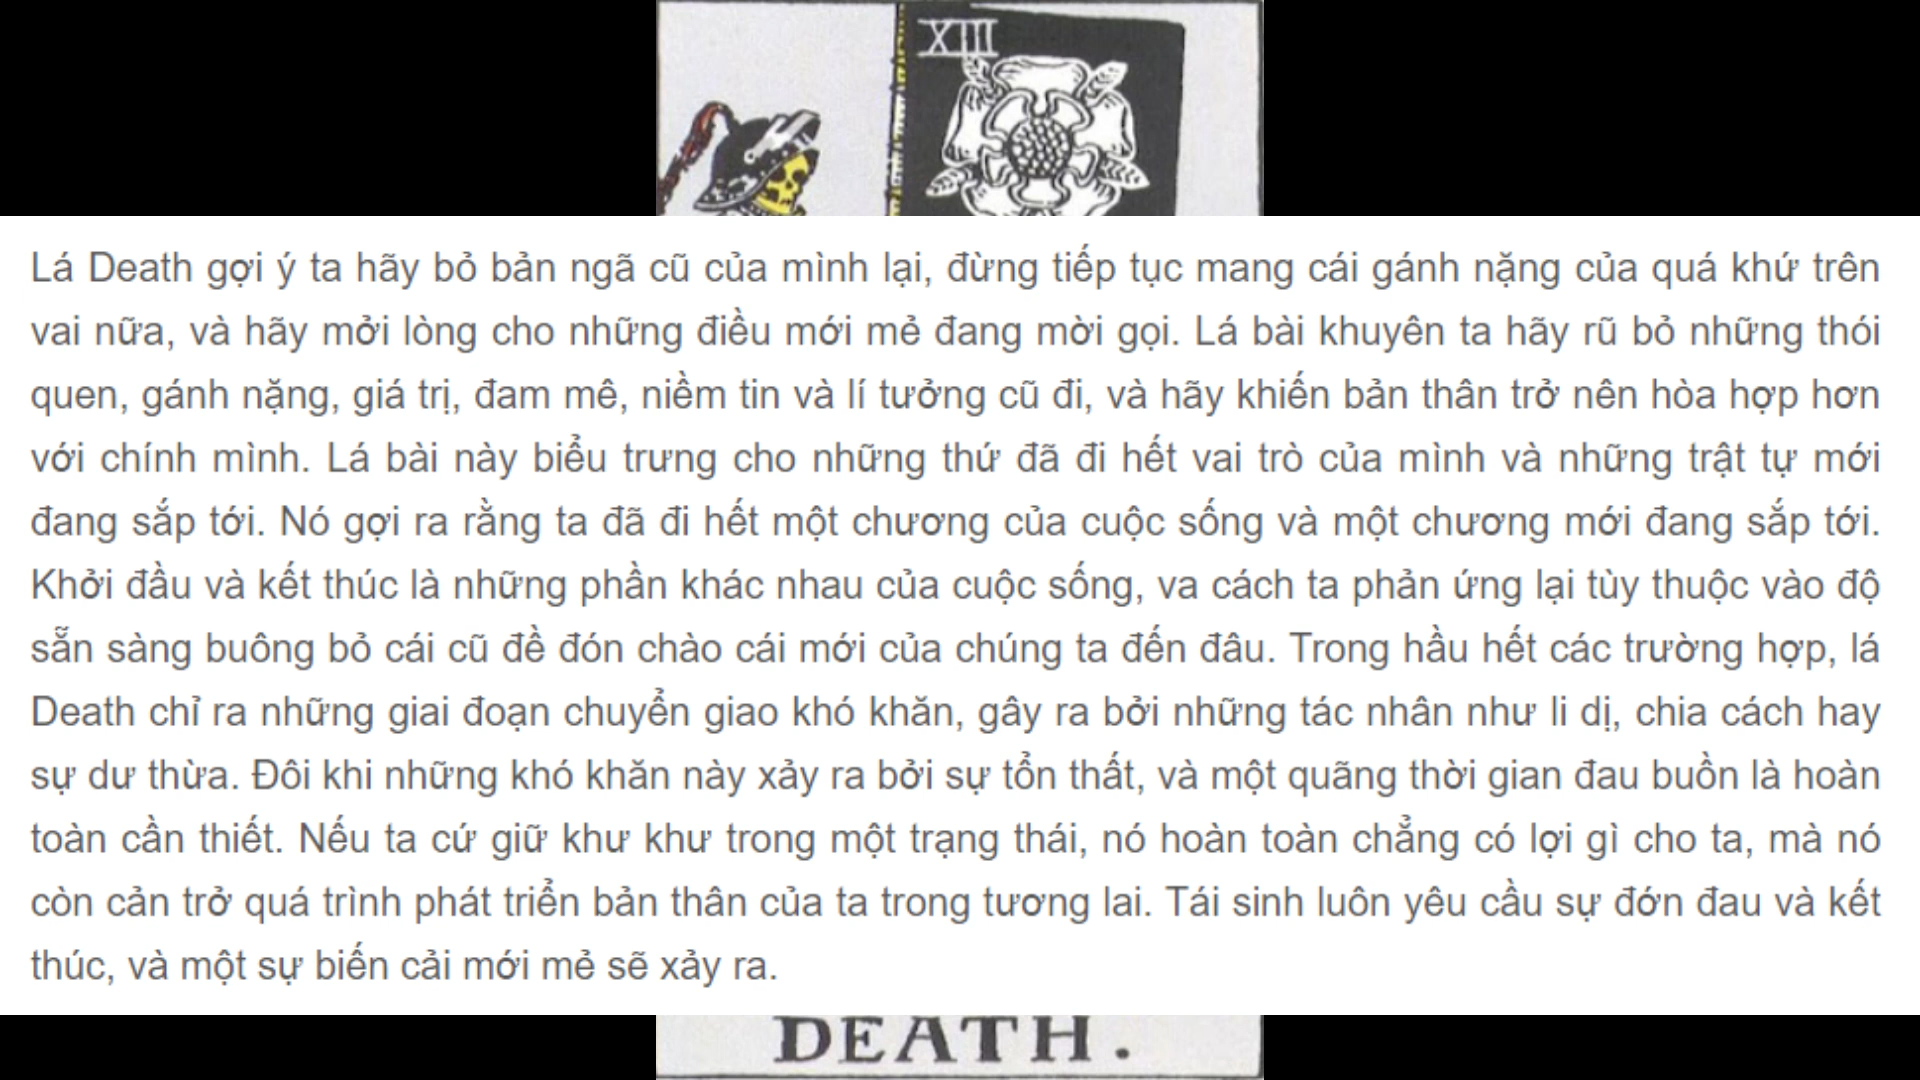 XIII
Lá Death gợi ý ta hãy bỏ bản ngã cũ của mình lại, đừng tiếp tục mang cái gánh nặng của quá khứ trên
vai nữa, và hãy mởi lòng cho những điều mới mẻ đang mời gọi. Lá bài khuyên ta hãy rũ bỏ những thói
quen, gánh nặng, giá trị, đam mê, niềm tin và lí tưởng cũ đi, và hãy khiến bản thân trở nên hòa hợp hơn
với chính mình. Lá bài này biểu trưng cho những thứ đã đi hết vai trò của mình và những trật tự mới
đang sắp tới. Nó gợi ra rằng ta đã đi hết một chương của cuộc sống và một chương mới đang sắp tới.
Khởi đầu và kết thúc là những phần khác nhau của cuộc sống, va cách ta phản ứng lại tùy thuộc vào độ
sẵn sàng buông bỏ cái cũ đề đón chào cái mới của chúng ta đến đâu. Trong hầu hết các trường hợp, lá
Death chỉ ra những giai đoạn chuyển giao khó khăn, gây ra bởi những tác nhân như li dị, chia cách hay
sự dư thừa. Đôi khi những khó khăn này xảy ra bởi sự tổn thất, và một quãng thời gian đau buồn là hoàn
toàn cần thiết. Nếu ta cứ giữ khư khư trong một trạng thái, nó hoàn toàn chẳng có lợi gì cho ta, mà nó
còn cản trở quá trình phát triển bản thân của ta trong tương lai. Tái sinh luôn yêu cầu sự đớn đau và kết
thúc, và một sự biến cải mới mẻ sẽ xảy ra.
DEATH.